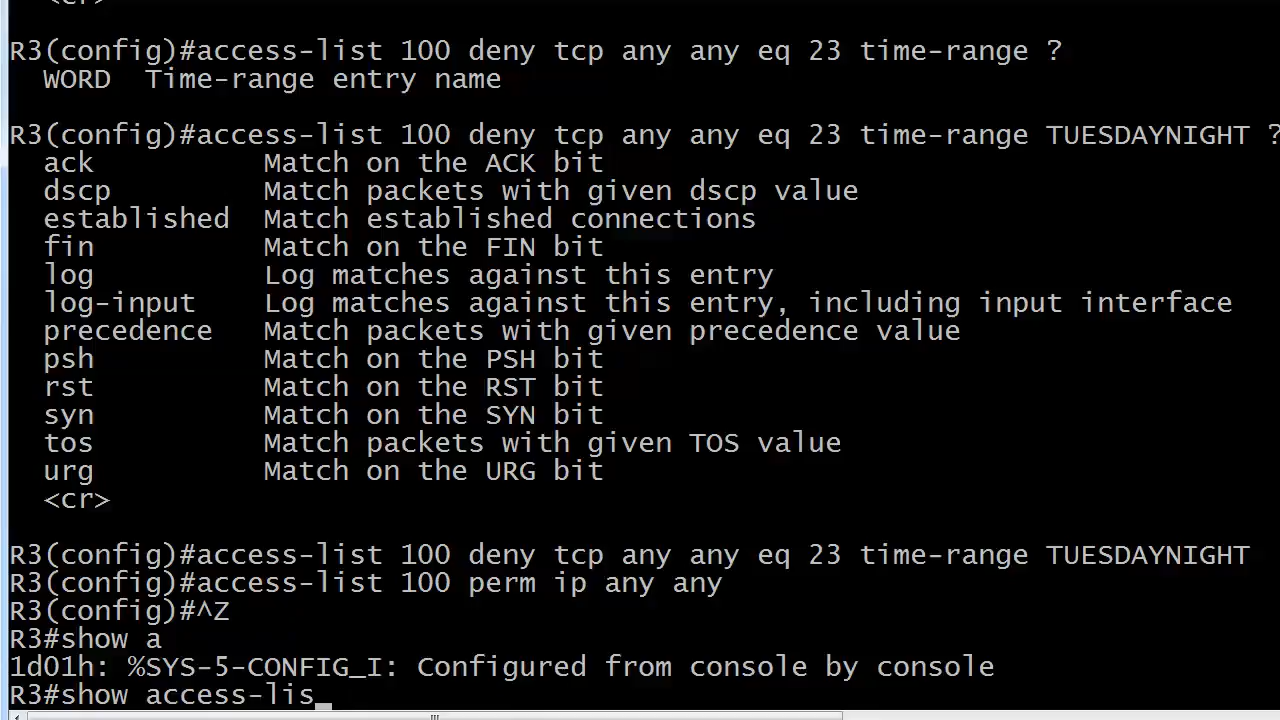 <cr>
R3(config)#access-list 100 deny tcp any any eq 23 time-range ?
  WORD  Time-range entry name
R3(config)#access-list 100 deny tcp any any eq 23 time-range TUESDAYNIGHT ?
  ack          Match on the ACK bit
  dscp         Match packets with given dscp value
  established  Match established connections
  fin          Match on the FIN bit
  log          Log matches against this entry
  log-input    Log matches against this entry, including input interface
  precedence   Match packets with given precedence value
  psh          Match on the PSH bit
  rst          Match on the RST bit
  syn          Match on the SYN bit
  tos          Match packets with given TOS value
  urg          Match on the URG bit
  <cr>
R3(config)#access-list 100 deny tcp any any eq 23 time-range TUESDAYNIGHT
R3(config)#access-list 100 perm ip any any
R3(config)#^Z
R3#show a
1d01h: %SYS-5-CONFIG_I: Configured from console by console
R3#show access-lis